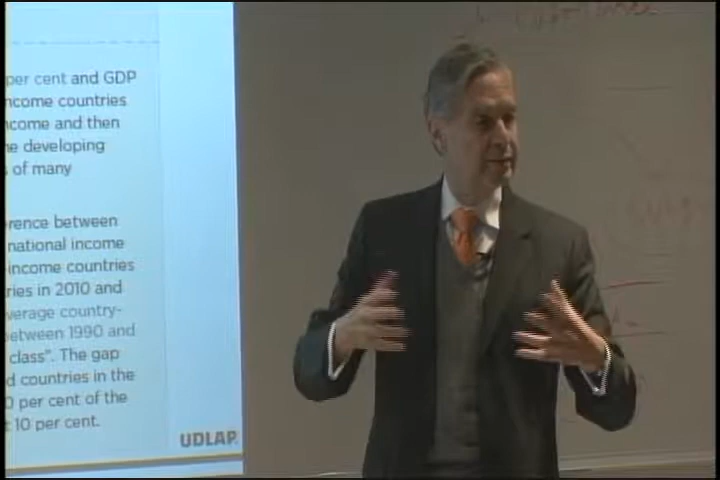 per cent and GDP
ncome countries
ncome and then
e developing
of many
rence between
national income
income countries
ries in 2010 and
verage country-
between 1990 and
class". The gap
d countries in the
0 per cent of the
10 per cent.
UDLAP